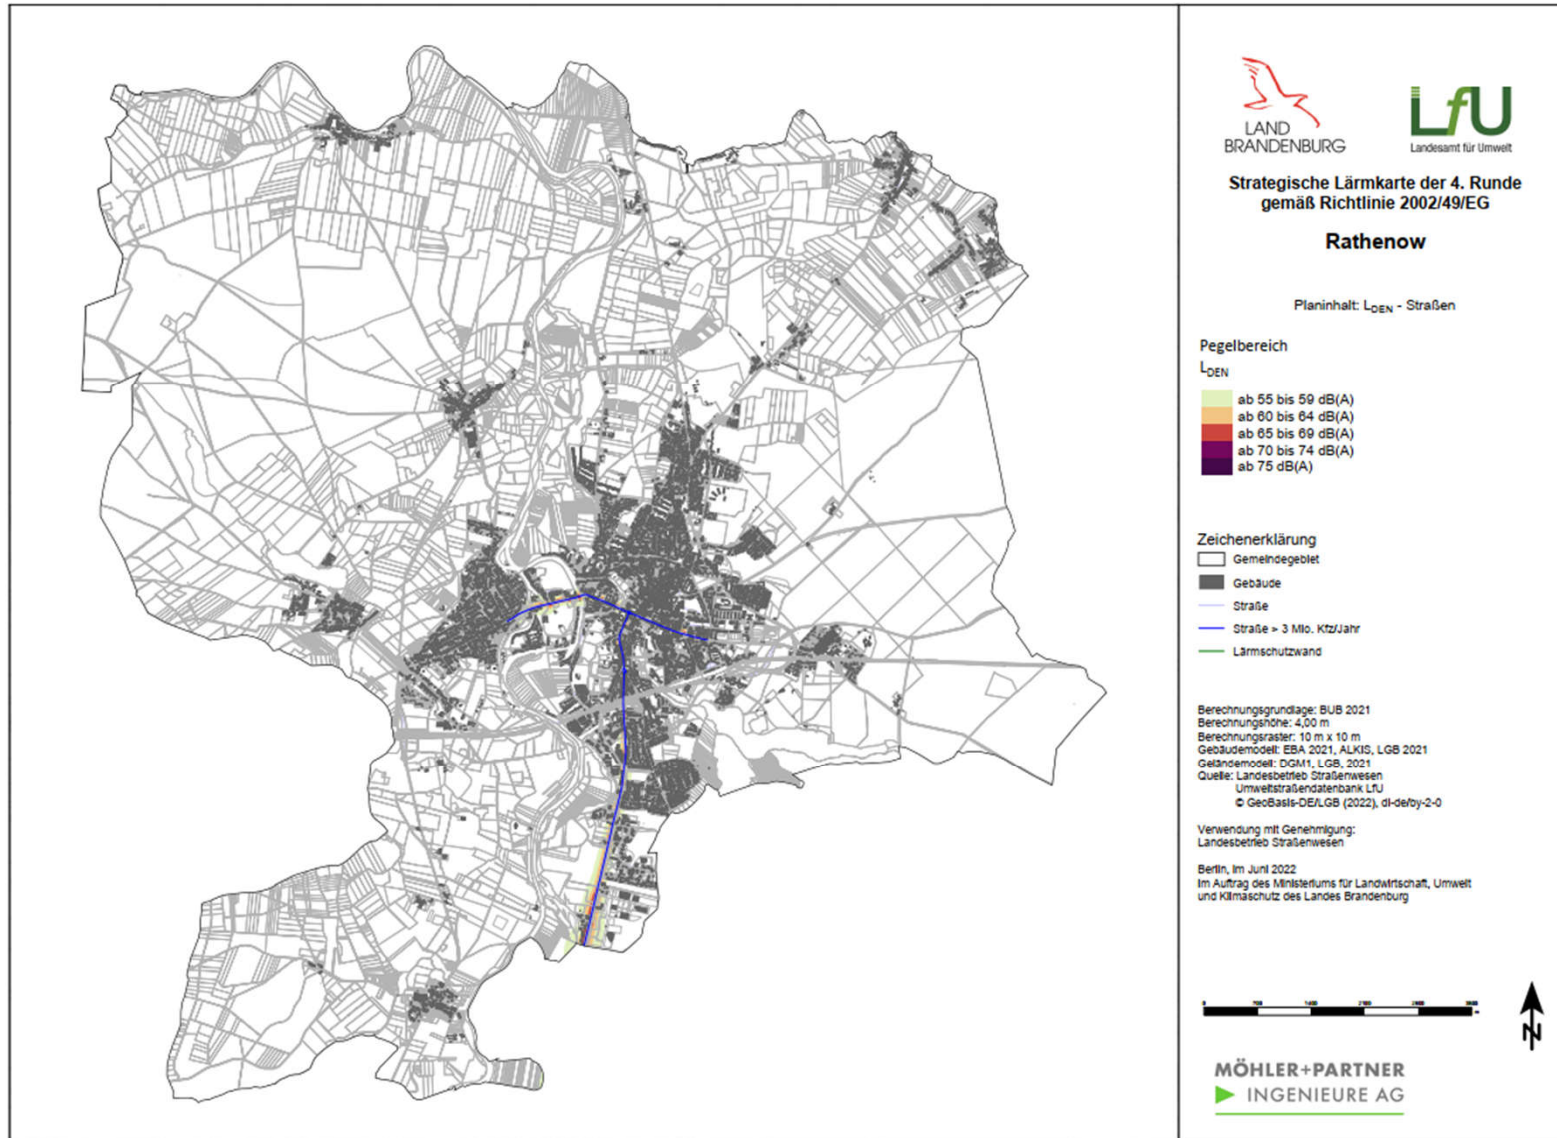 LAND
BRANDENBURG
LfU
Landesamt für Umwelt
Strategische Lärmkarte der 4. Runde
gemäß Richtlinie 2002/49/EG
Rathenow
Planinhalt: LDEN - Straßen
Pegelbereich
LDEN
ab 55 bis 59 dB(A)
ab 60 bis 64 dB(A)
ab 65 bis 69 dB(A)
ab 70 bis 74 dB(A)
ab 75 dB(A)
Zeichenerklärung
Gemeindegebiet
Gebäude
Straße
Straße > 3 Mio. Kfz/Jahr
Lärmschutzwand
Berechnungsgrundlage: BUB 2021
Berechnungshöhe: 4,00 m
Berechnungsraster: 10 m x 10 m
Gebäudemodell: EBA 2021, ALKIS, LGB 2021
Geländemodell: DGM1, LGB, 2021
Quelle: Landesbetrieb Straßenwesen
Umweltstraßendatenbank LfU
© GeoBasis-DE/LGB (2022), dl-de/by-2-0
Verwendung mit Genehmigung:
Landesbetrieb Straßenwesen
Berlin, im Juni 2022
Im Auftrag des Ministeriums für Landwirtschaft, Umwelt
und Klimaschutz des Landes Brandenburg
N
MÖHLER+PARTNER
INGENIEURE AG